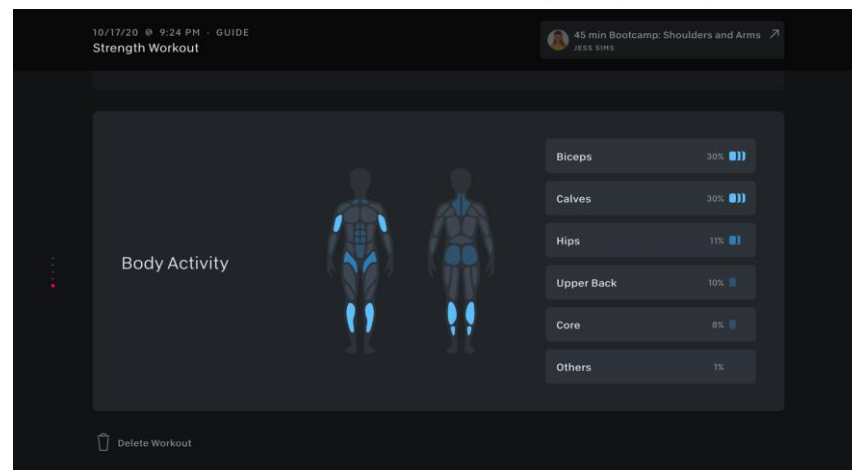 10/17/20 @ 9:24 PM · GUIDE
Strength Workout
45 min Bootcamp: Shoulders and Arms
JESS SIMS
Body Activity
Biceps 30%
Calves 30%
Hips 11%
Upper Back 10%
Core 8%
Others 1%
Delete Workout